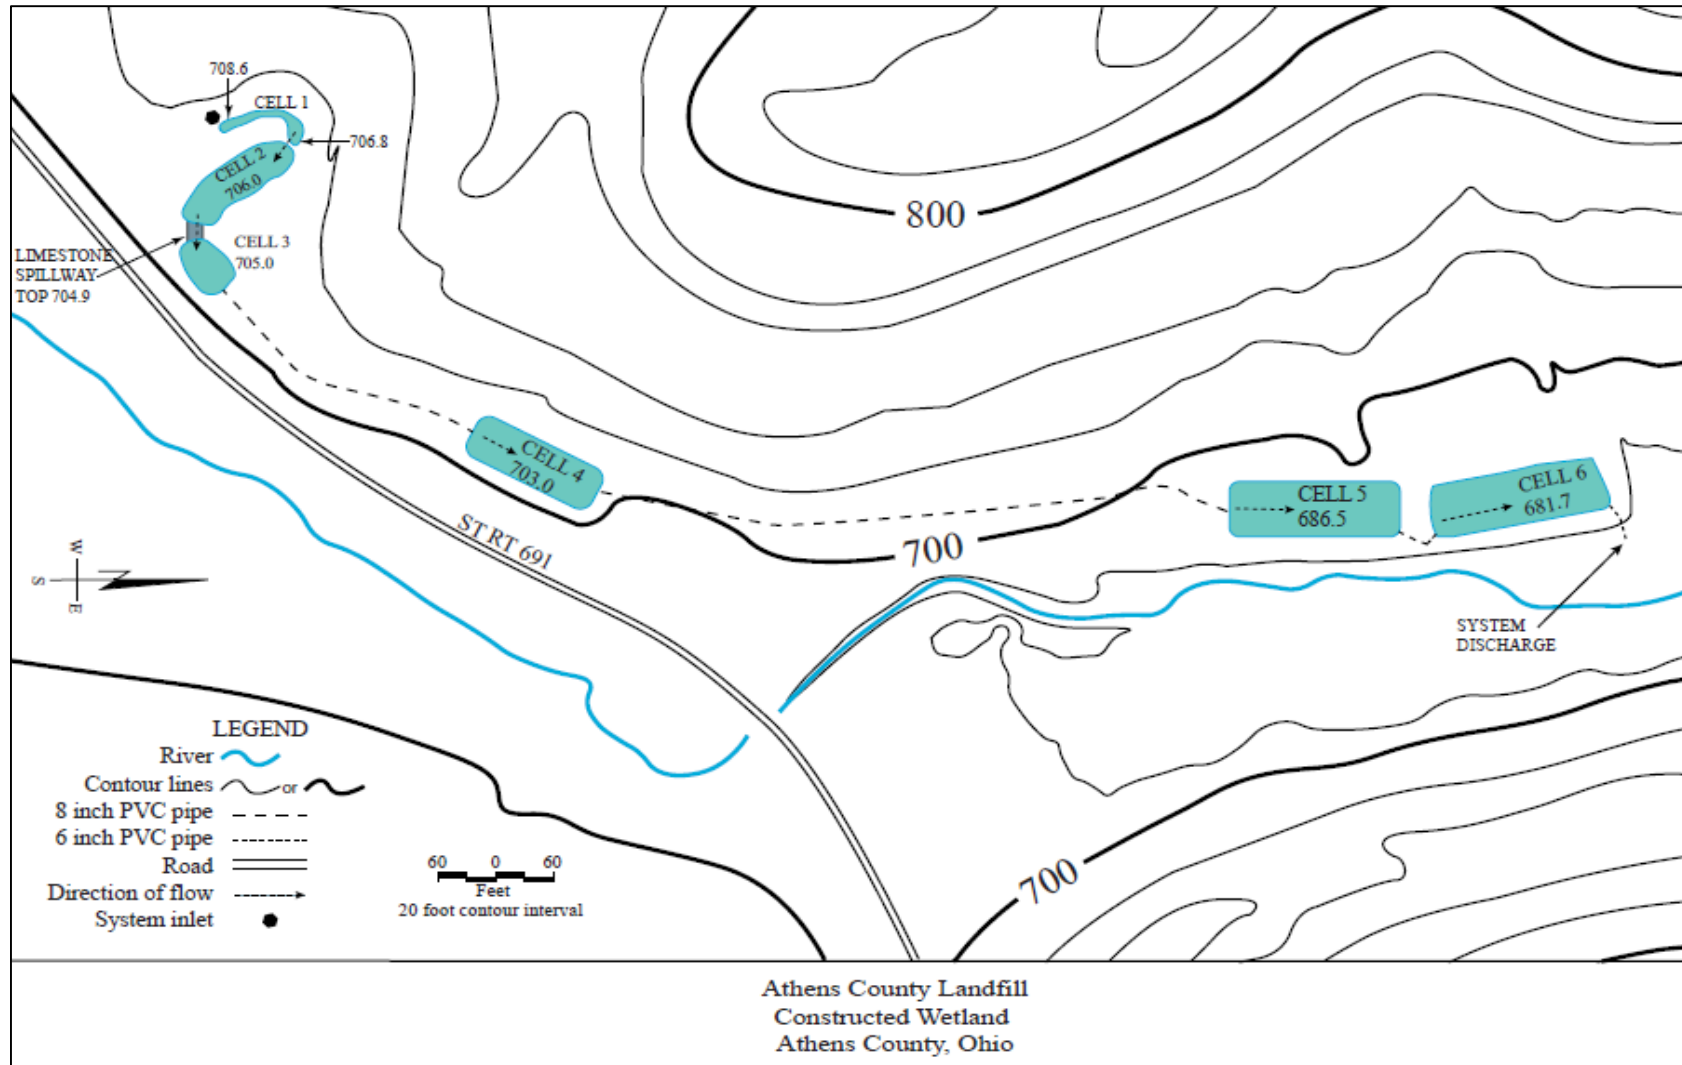 708.6
CELL 1
706.8
CELL 2
706.0
CELL 3
705.0
LIMESTONE
SPILLWAY
TOP 704.9
800
CELL 4
703.0
ST RT 691
700
CELL 5
686.5
CELL 6
681.7
W
S
N
E
SYSTEM
DISCHARGE
700
LEGEND
River
Contour lines or
8 inch PVC pipe
6 inch PVC pipe
Road
Direction of flow
System inlet
60 0 60
Feet
20 foot contour interval
Athens County Landfill
Constructed Wetland
Athens County, Ohio